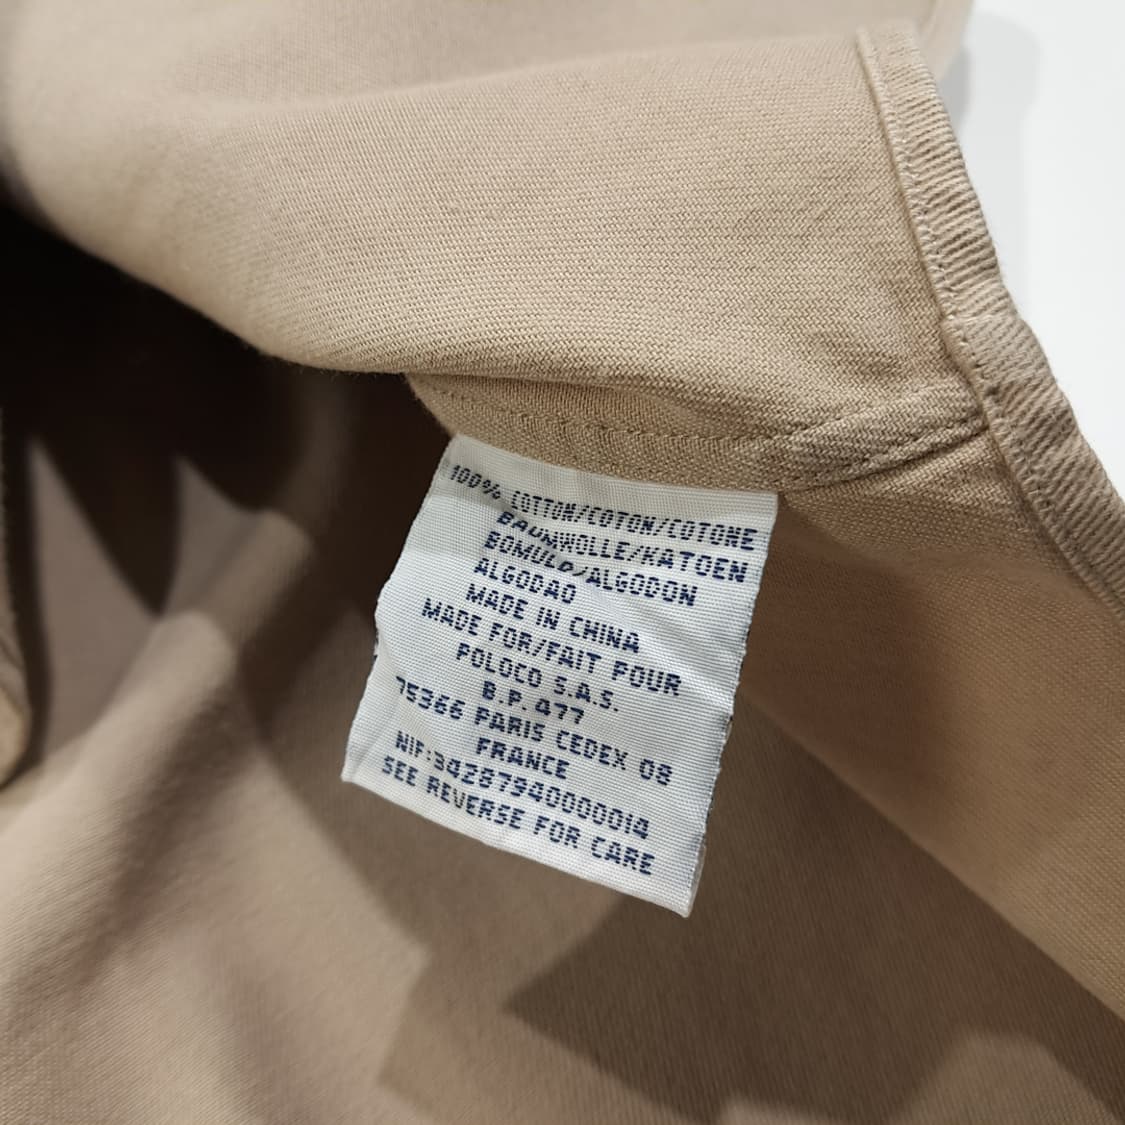 100% COTTON/COTON/COTONE
BAUMWOLLE/KATOEN
BOMULD/ALGODON
ALGODAO
MADE IN CHINA
MADE FOR/FAIT POUR
POLOCO S.A.S.
B.P. 477
75366 PARIS CEDEX 08
FRANCE
NIF:34287940000014
SEE REVERSE FOR CARE